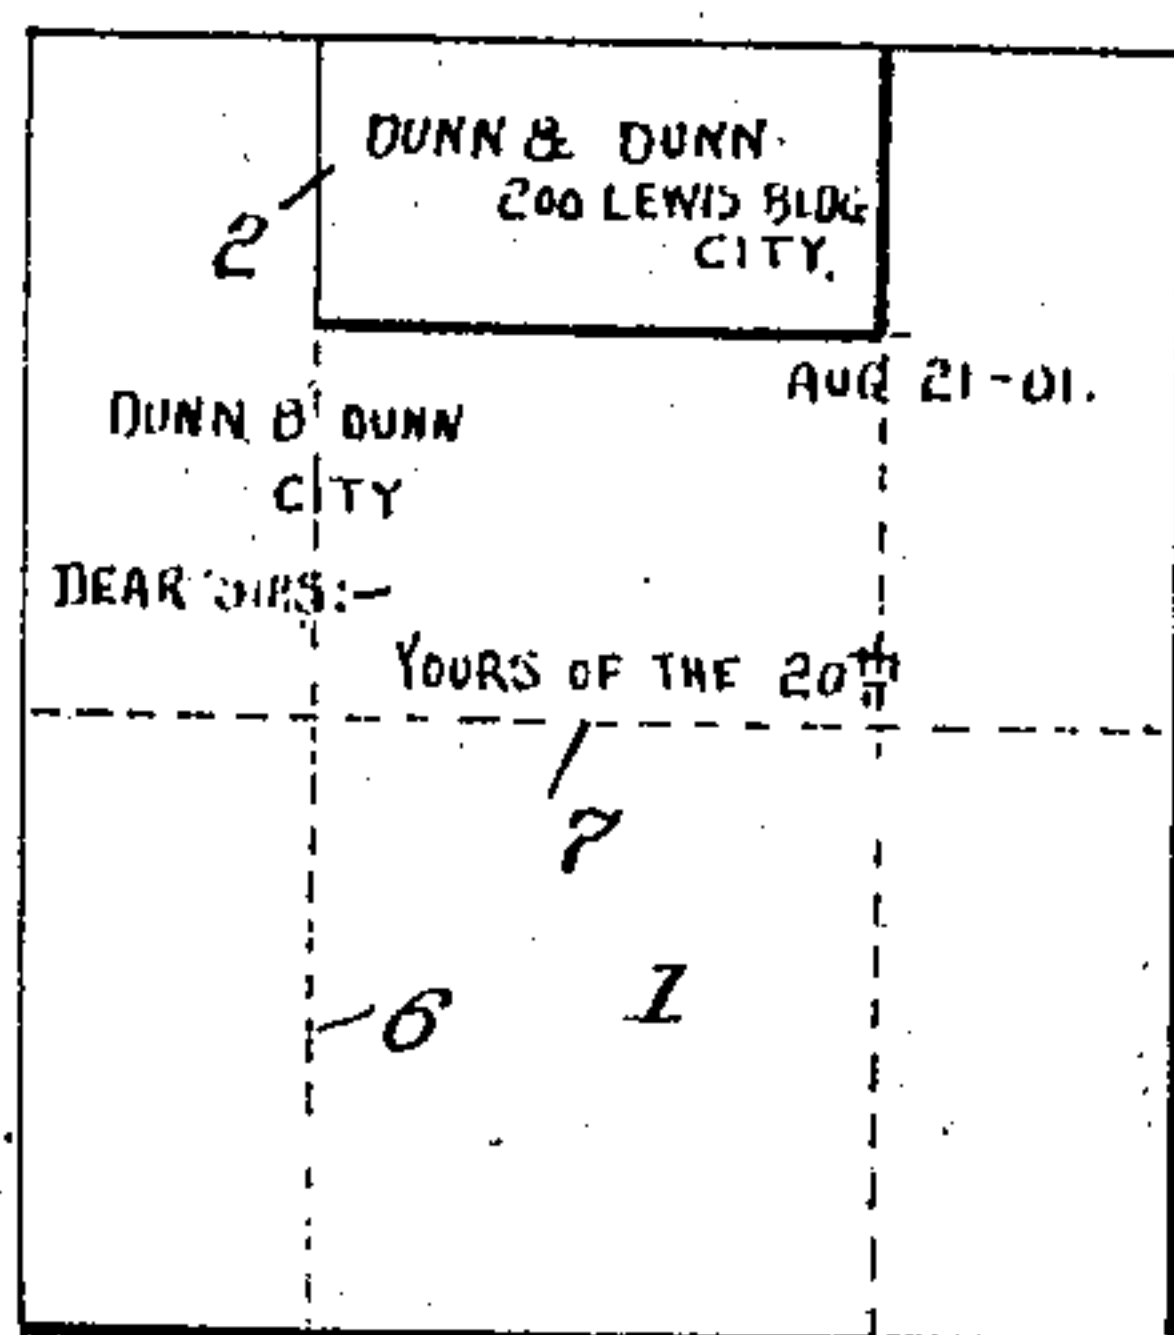 DUNN & DUNN
200 LEWIS BLDG
CITY.
2
AUG 21-01.
DUNN & DUNN
CITY
DEAR SIRS:-
YOURS OF THE 20th
7
1
6